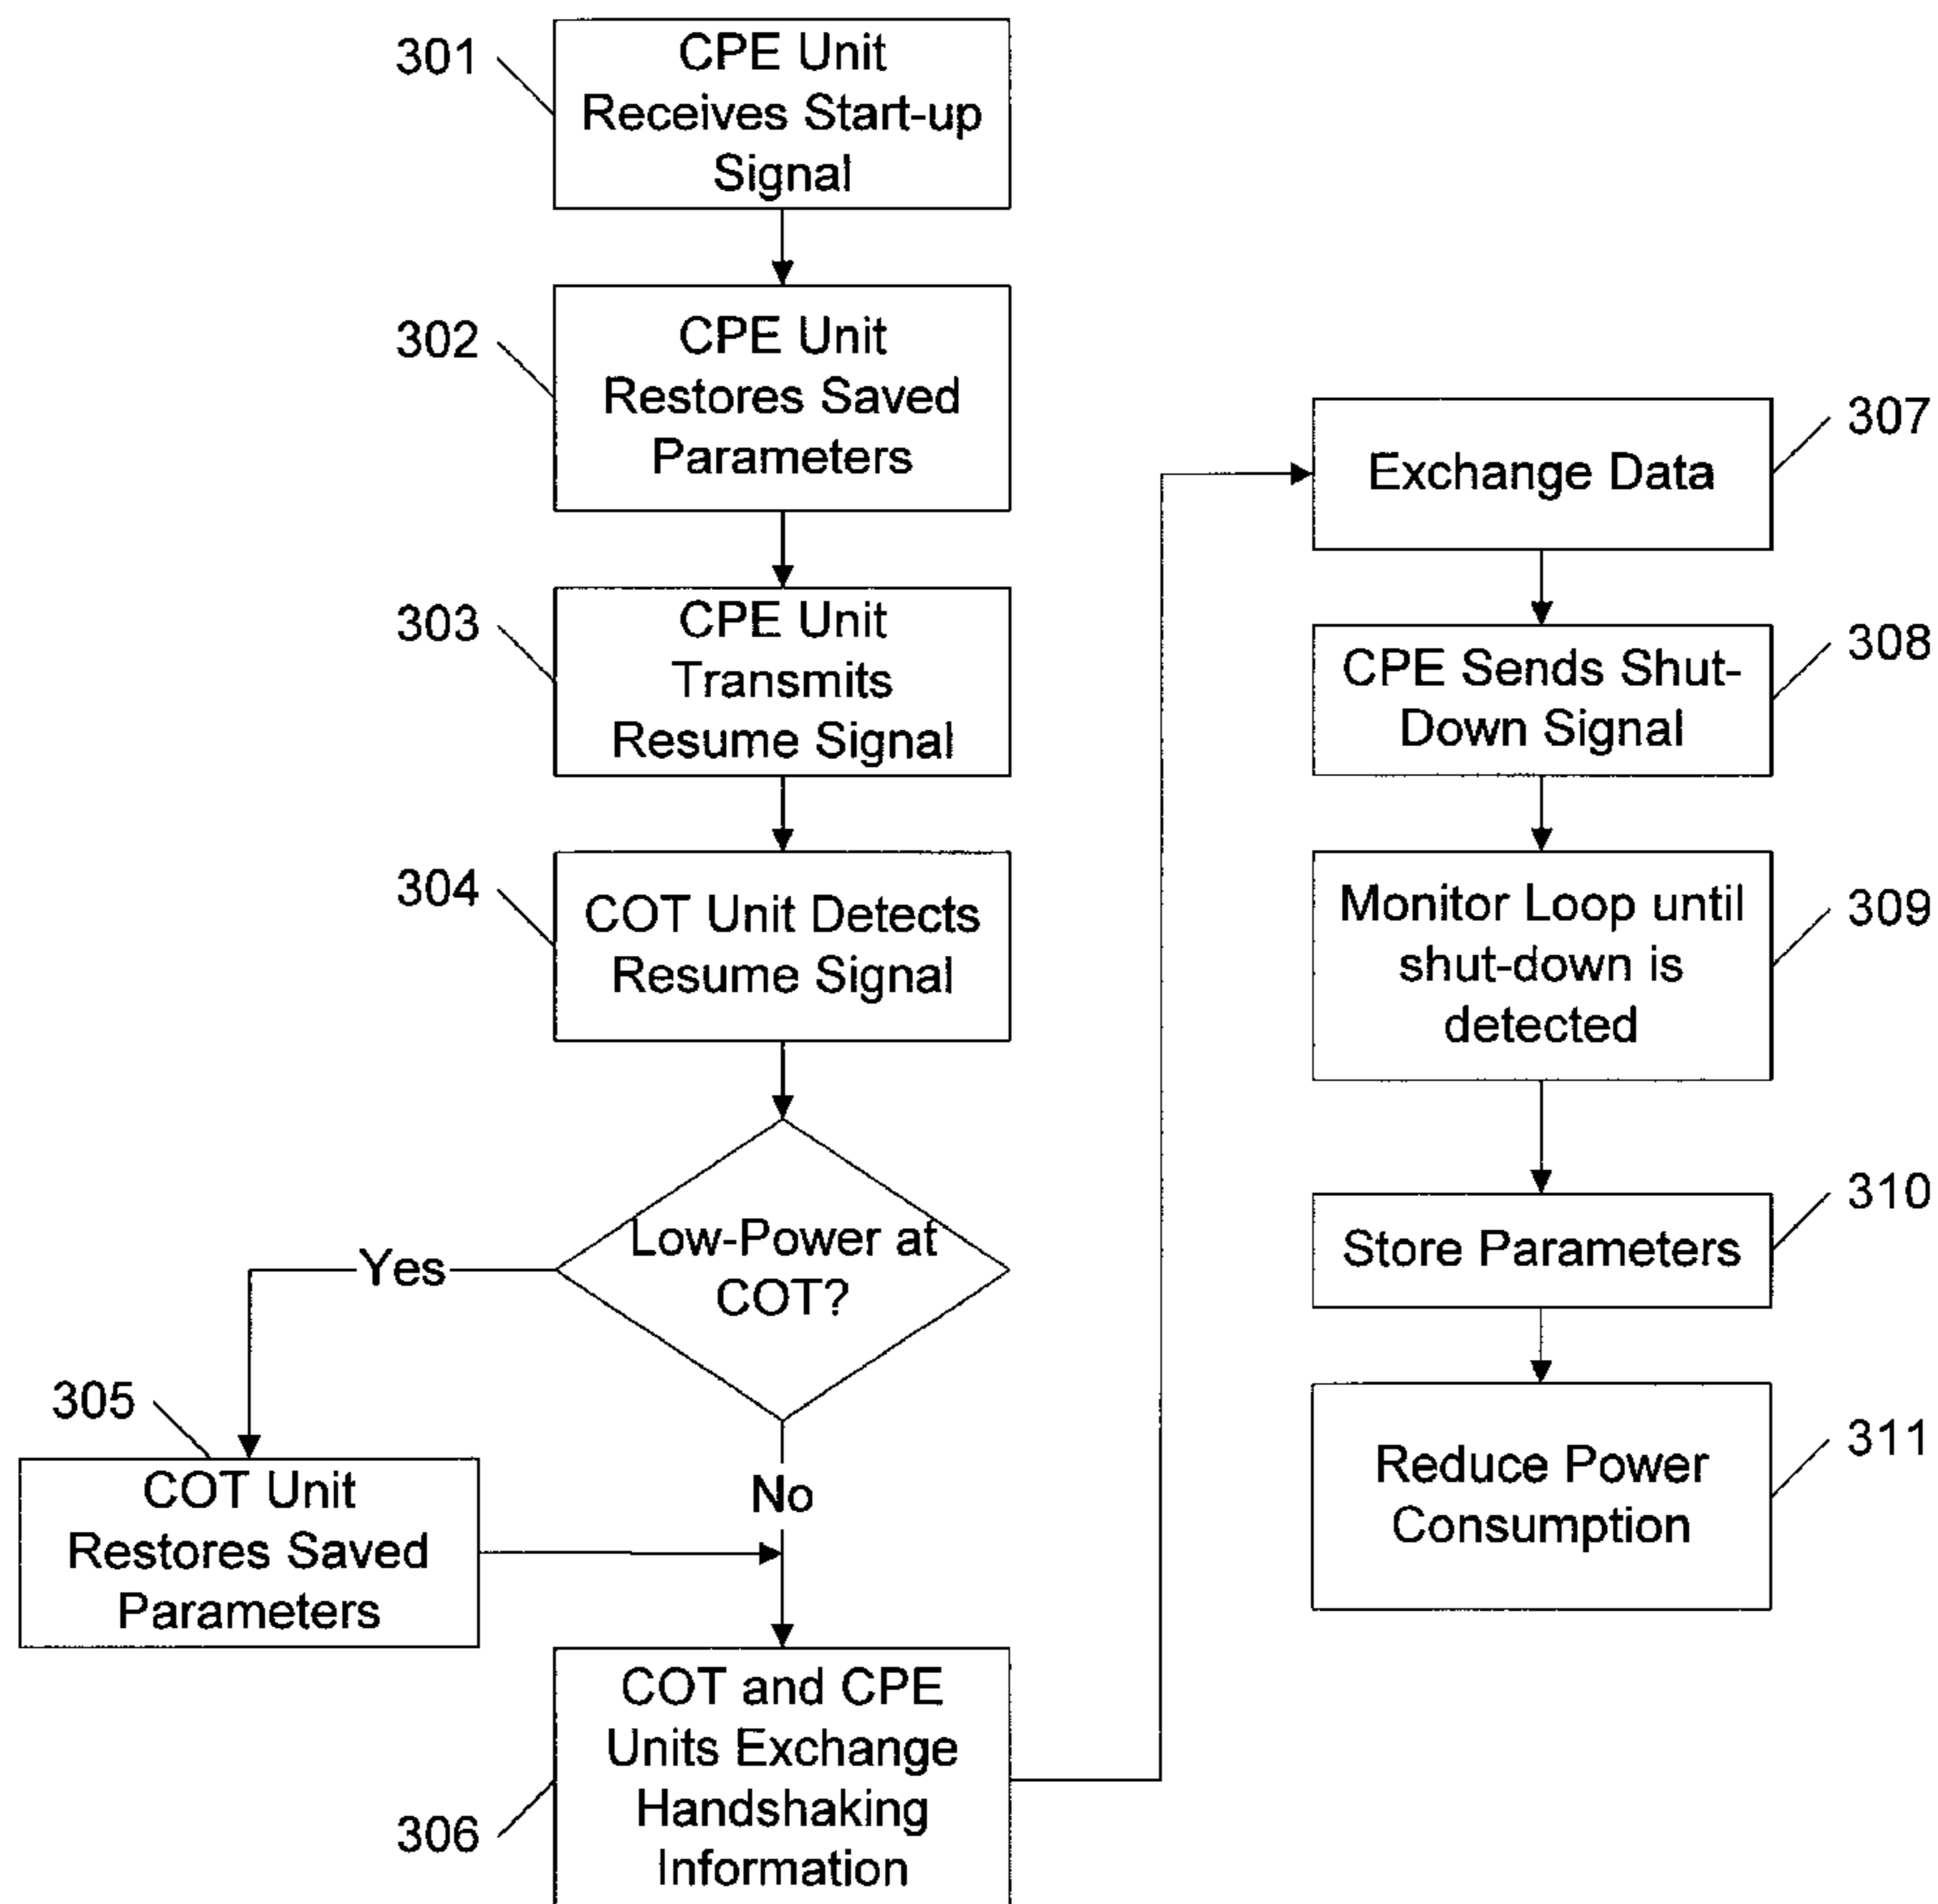 301
CPE Unit
Receives Start-up
Signal
302
CPE Unit
Restores Saved
Parameters
303
CPE Unit
Transmits
Resume Signal
304
COT Unit Detects
Resume Signal
Low-Power at
COT?
Yes
No
305
COT Unit
Restores Saved
Parameters
306
COT and CPE
Units Exchange
Handshaking
Information
307
Exchange Data
308
CPE Sends Shut-
Down Signal
309
Monitor Loop until
shut-down is
detected
310
Store Parameters
311
Reduce Power
Consumption